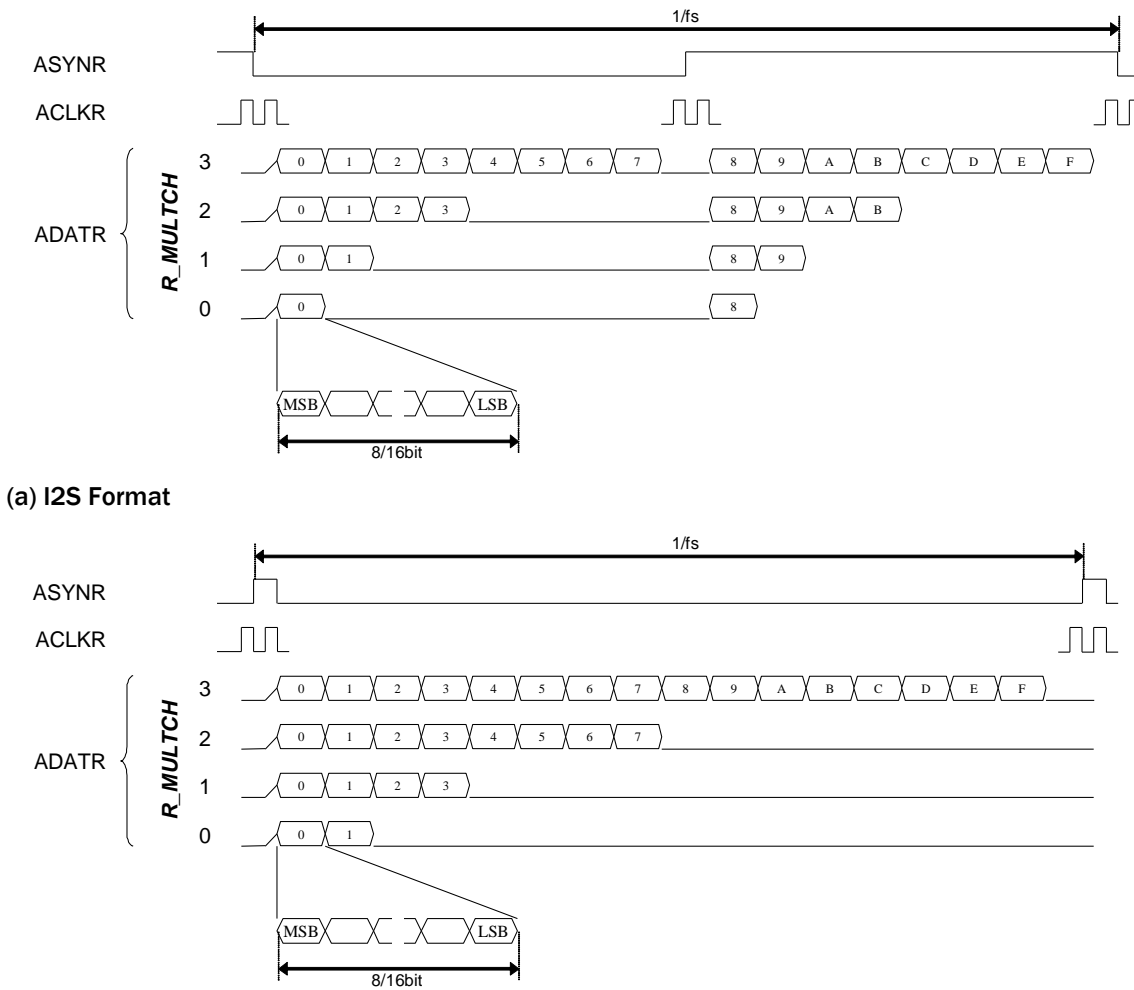 1/fs
ASYNR
ACLKR
ADATR
R_MULTCH
3 0 1 2 3 4 5 6 7 8 9 A B C D E F
2 0 1 2 3 8 9 A B
1 0 1 8 9
0 0 8
MSB LSB
8/16bit
(a) I2S Format
1/fs
ASYNR
ACLKR
ADATR
R_MULTCH
3 0 1 2 3 4 5 6 7 8 9 A B C D E F
2 0 1 2 3 4 5 6 7
1 0 1 2 3
0 0 1
MSB LSB
8/16bit